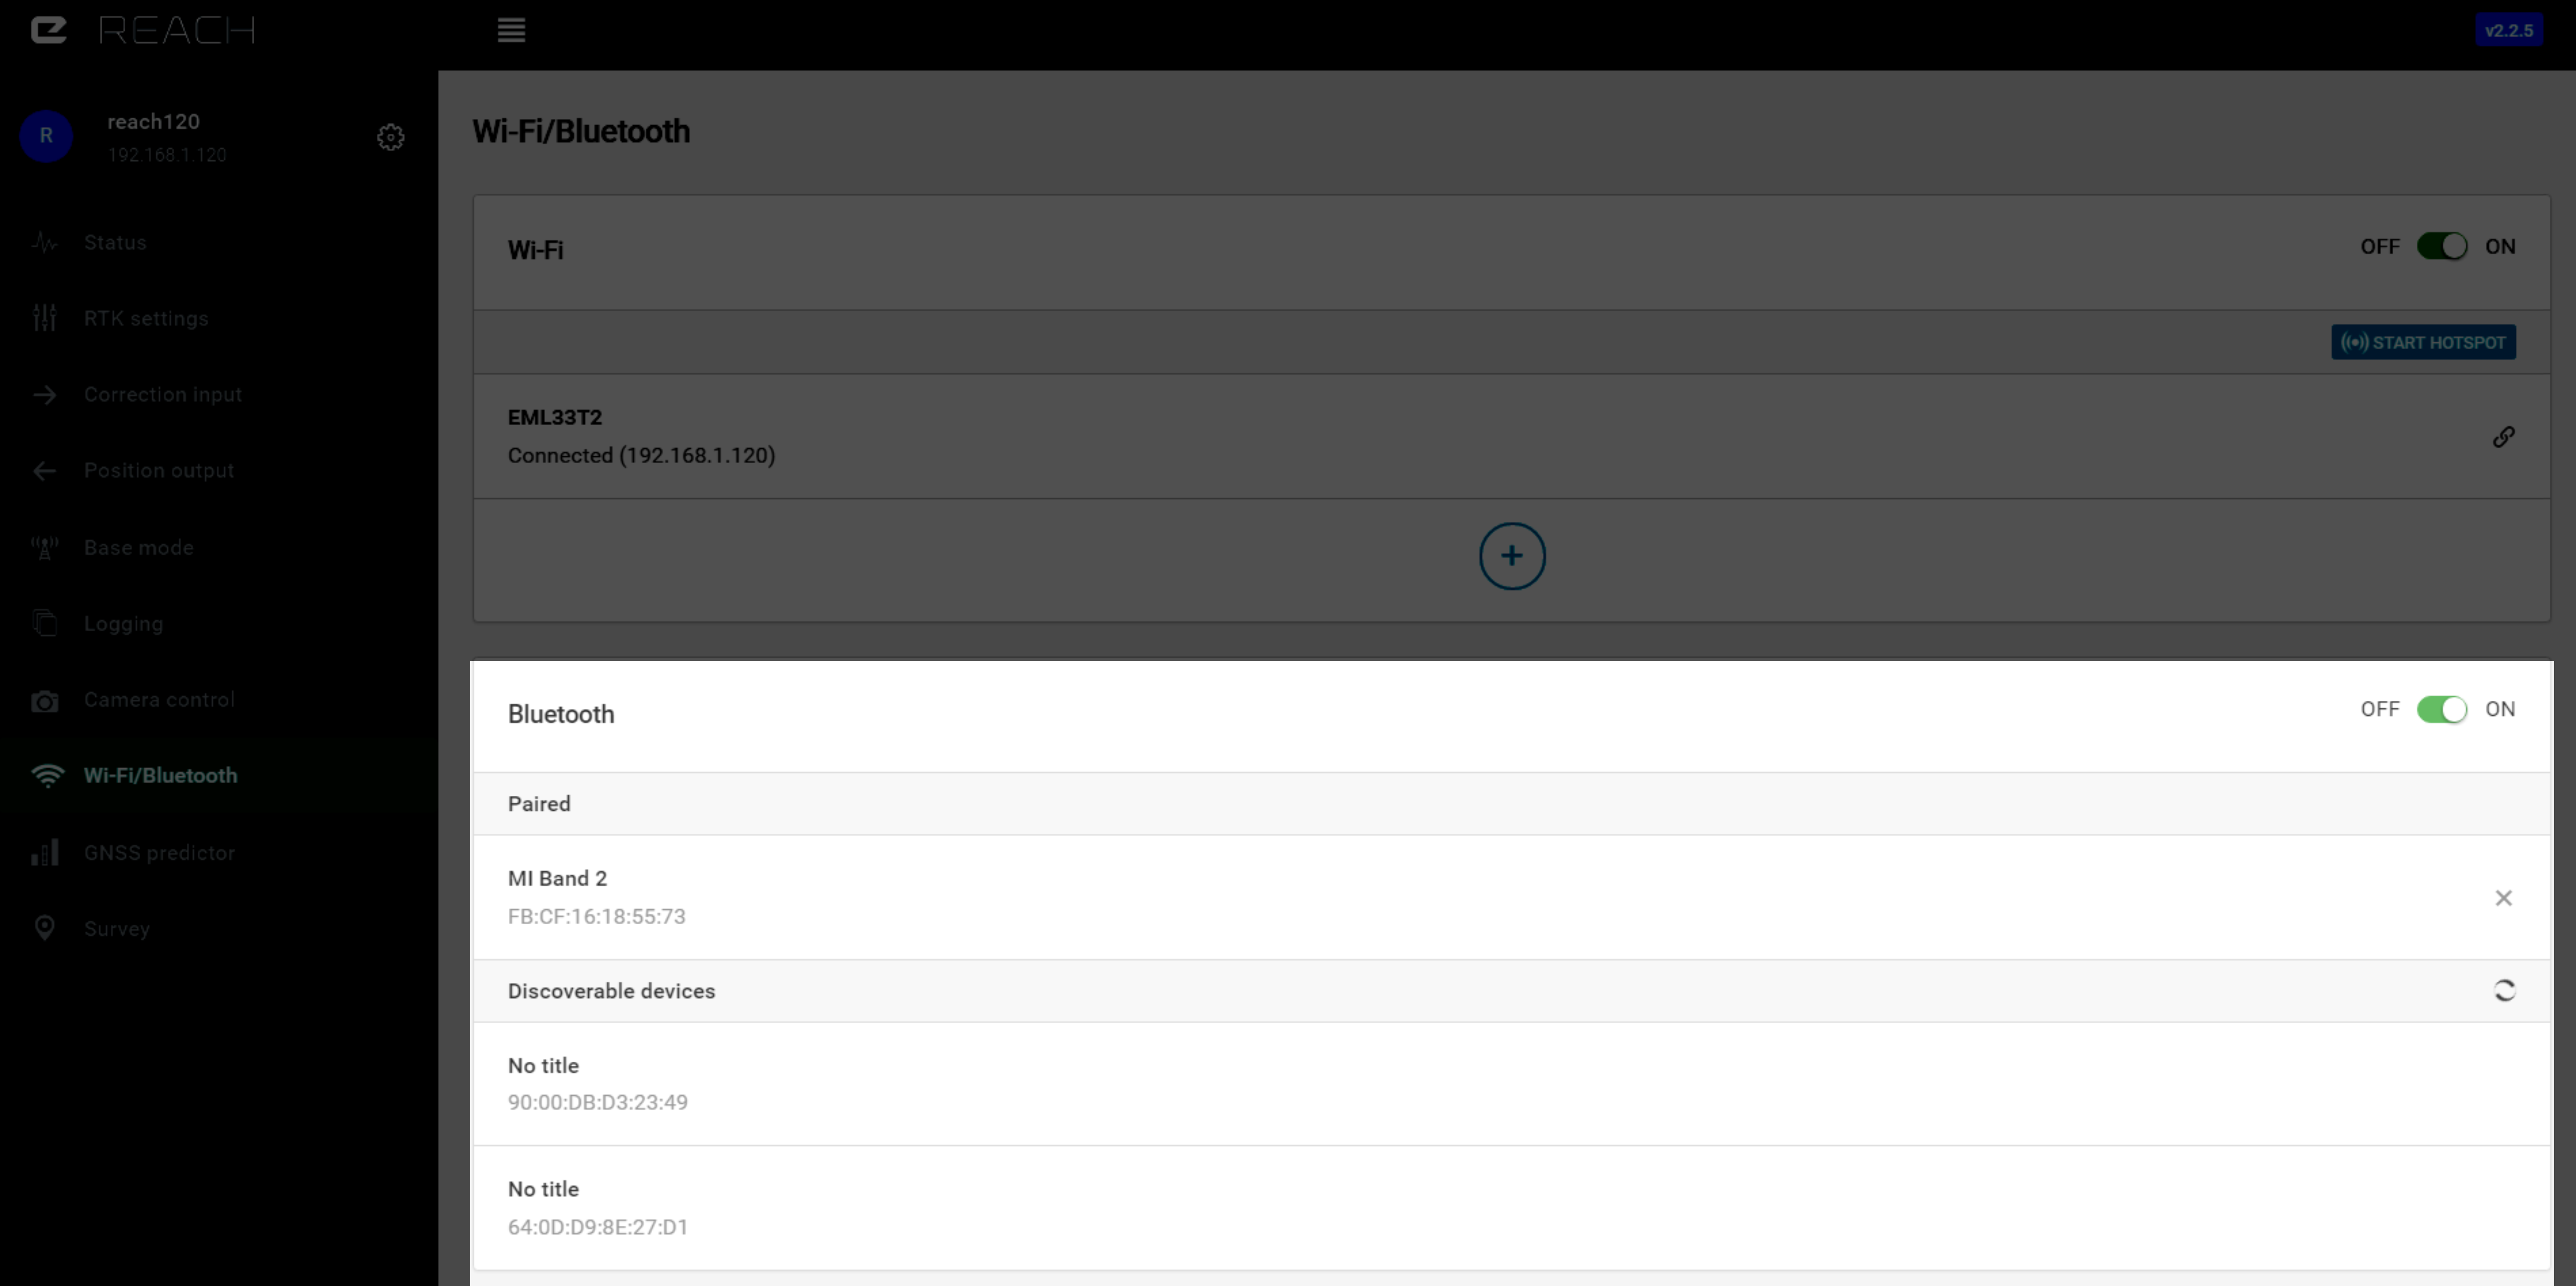 REACH
v2.2.5
R
reach120
192.168.1.120
Status
RTK settings
Correction input
Position output
Base mode
Logging
Camera control
Wi-Fi/Bluetooth
GNSS predictor
Survey
Wi-Fi/Bluetooth
Wi-Fi
OFF ON
START HOTSPOT
EML33T2
Connected (192.168.1.120)
+
Bluetooth
OFF ON
Paired
MI Band 2
FB:CF:16:18:55:73
Discoverable devices
No title
90:00:DB:D3:23:49
No title
64:0D:D9:8E:27:D1